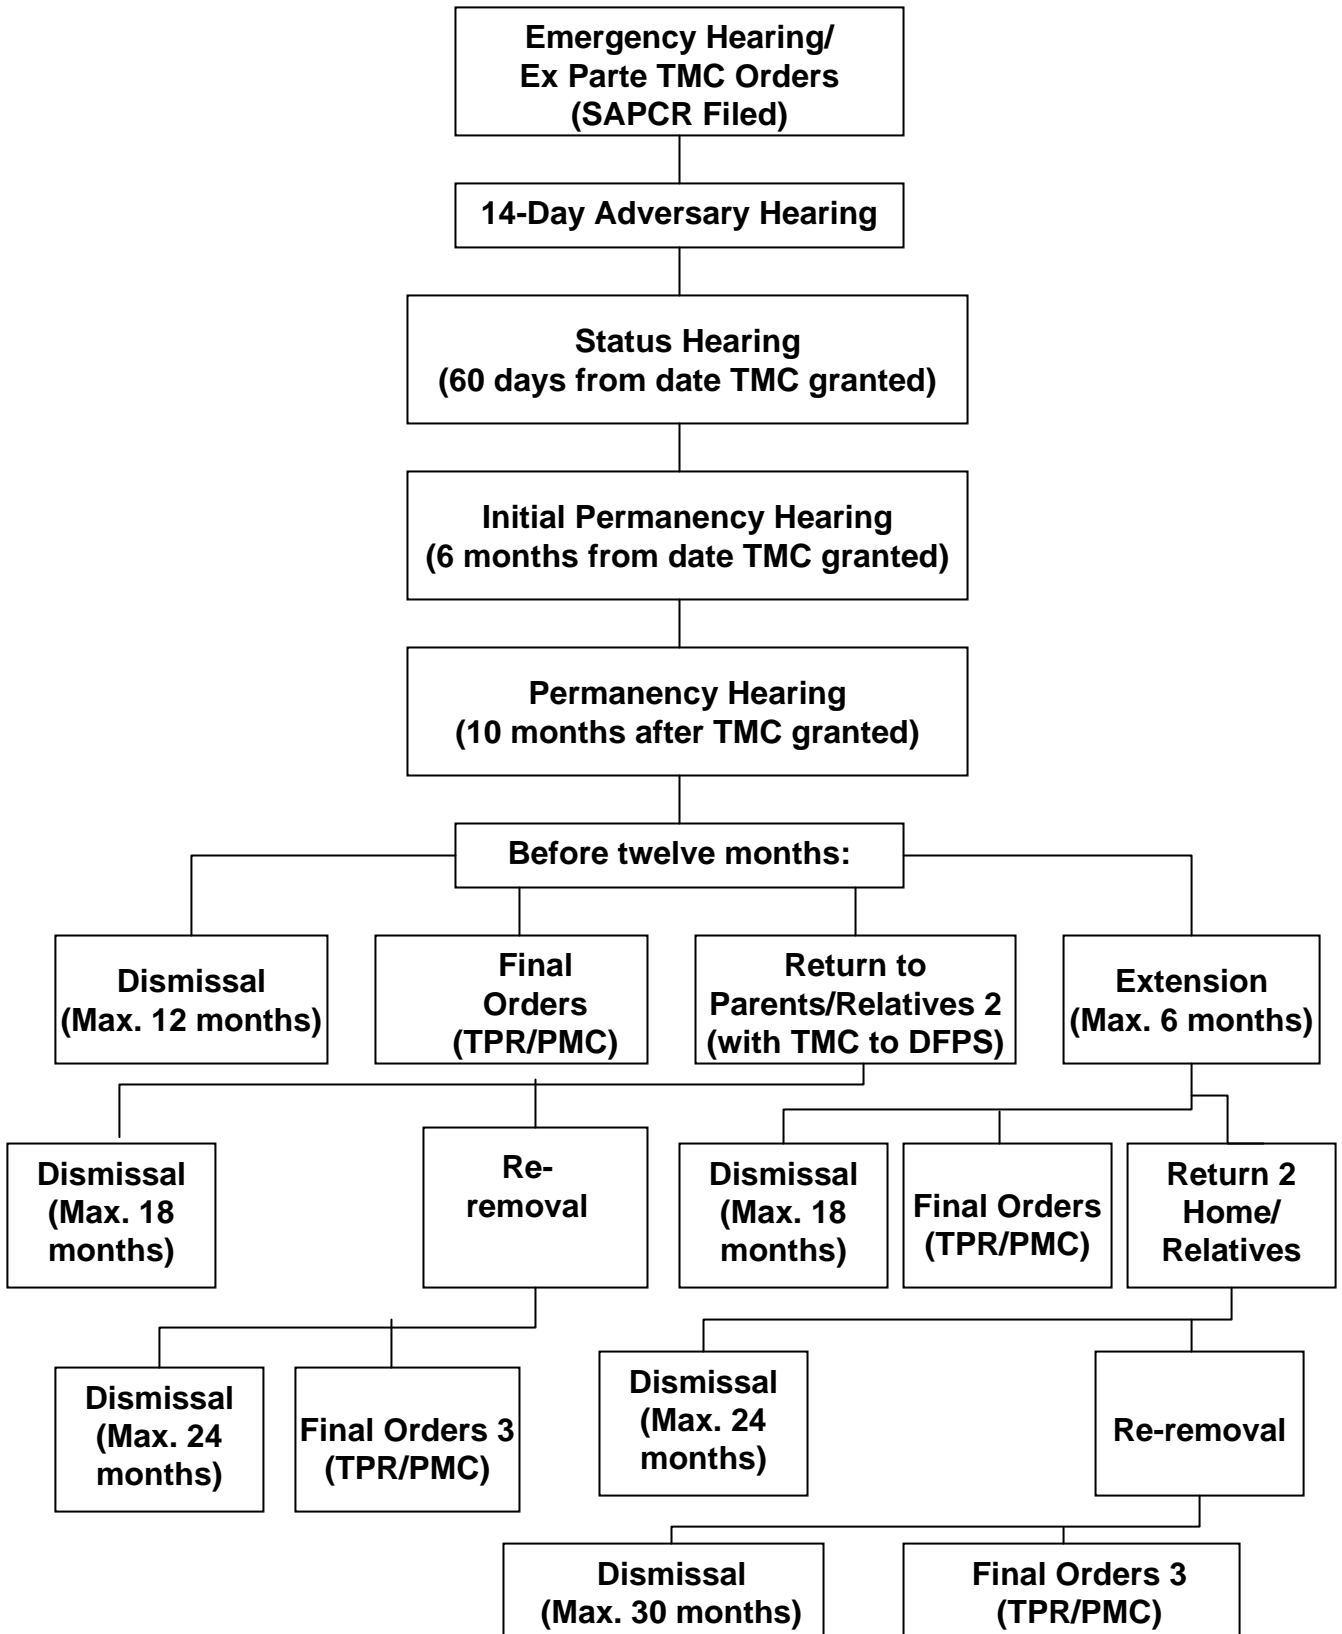 Emergency Hearing/
Ex Parte TMC Orders
(SAPCR Filed)
14-Day Adversary Hearing
Status Hearing
(60 days from date TMC granted)
Initial Permanency Hearing
(6 months from date TMC granted)
Permanency Hearing
(10 months after TMC granted)
Before twelve months:
Dismissal
(Max. 12 months)
Final
Orders
(TPR/PMC)
Return to
Parents/Relatives 2
(with TMC to DFPS)
Extension
(Max. 6 months)
Dismissal
(Max. 18
months)
Re-
removal
Dismissal
(Max. 18
months)
Final Orders
(TPR/PMC)
Return 2
Home/
Relatives
Dismissal
(Max. 24
months)
Final Orders 3
(TPR/PMC)
Dismissal
(Max. 24
months)
Re-removal
Dismissal
(Max. 30 months)
Final Orders 3
(TPR/PMC)